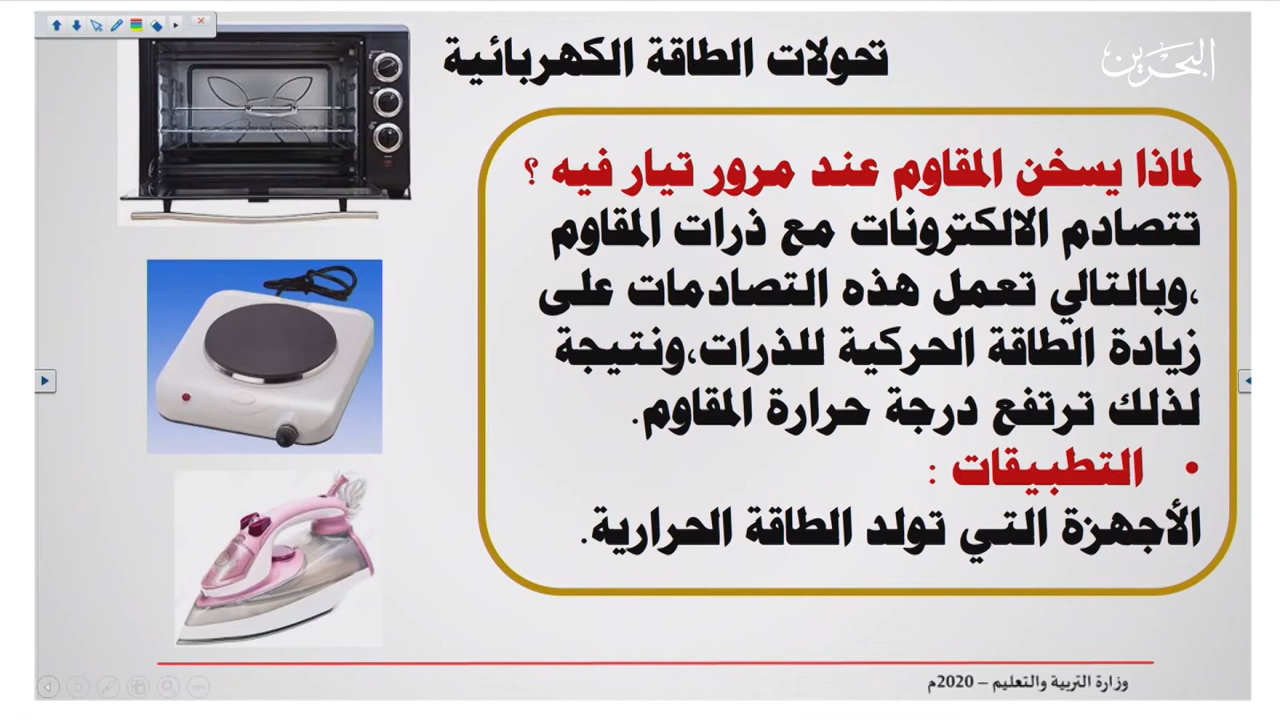 البحرين
تحولات الطاقة الكهربائية
لماذا يسخن المقاوم عند مرور تيار فيه ؟
تتصادم الالكترونات مع ذرات المقاوم
،وبالتالي تعمل هذه التصادمات على
زيادة الطاقة الحركية للذرات،ونتيجة
لذلك ترتفع درجة حرارة المقاوم.
• التطبيقات :
الأجهزة التي تولد الطاقة الحرارية.
وزارة التربية والتعليم – 2020م